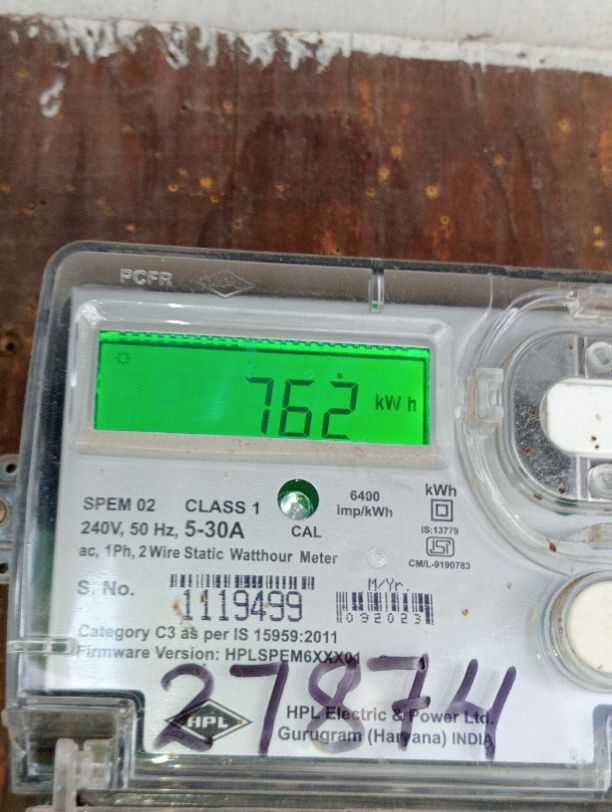 PCFR
762 kWh
SPEM 02 CLASS 1
6400 imp/kWh
kWh
240V, 50 Hz, 5-30A
CAL
IS:13779
ISI
ac, 1Ph, 2 Wire Static Watthour Meter
CM/L-9190783
S. No. 1119499
M/Yr. 092023
Category C3 as per IS 15959:2011
Firmware Version: HPLSPEM6XXX01
27874
HPL
HPL Electric & Power Ltd.
Gurugram (Haryana) INDIA